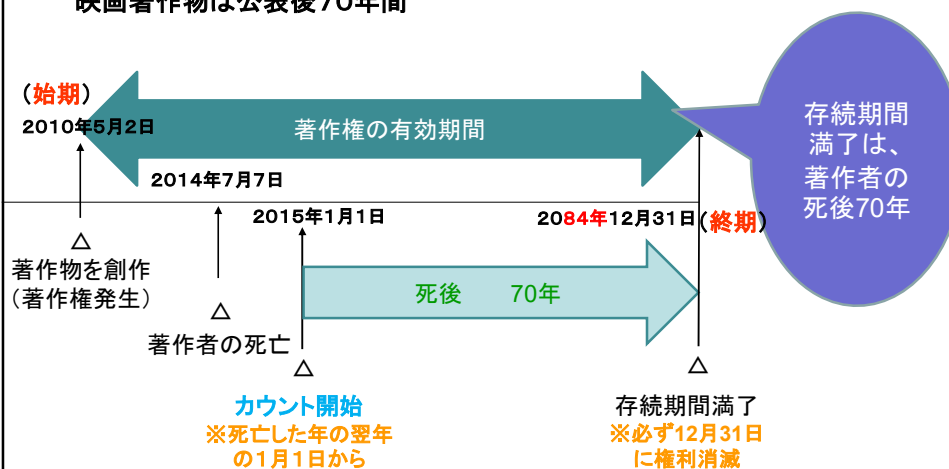 映画著作物は公表後70年間
(始期)
2010年5月2日
著作権の有効期間
存続期間
満了は、
著作者の
死後70年
2014年7月7日
2015年1月1日
2084年12月31日(終期)
著作物を創作
(著作権発生)
死後 70年
著作者の死亡
カウント開始
※死亡した年の翌年
の1月1日から
存続期間満了
※必ず12月31日
に権利消滅